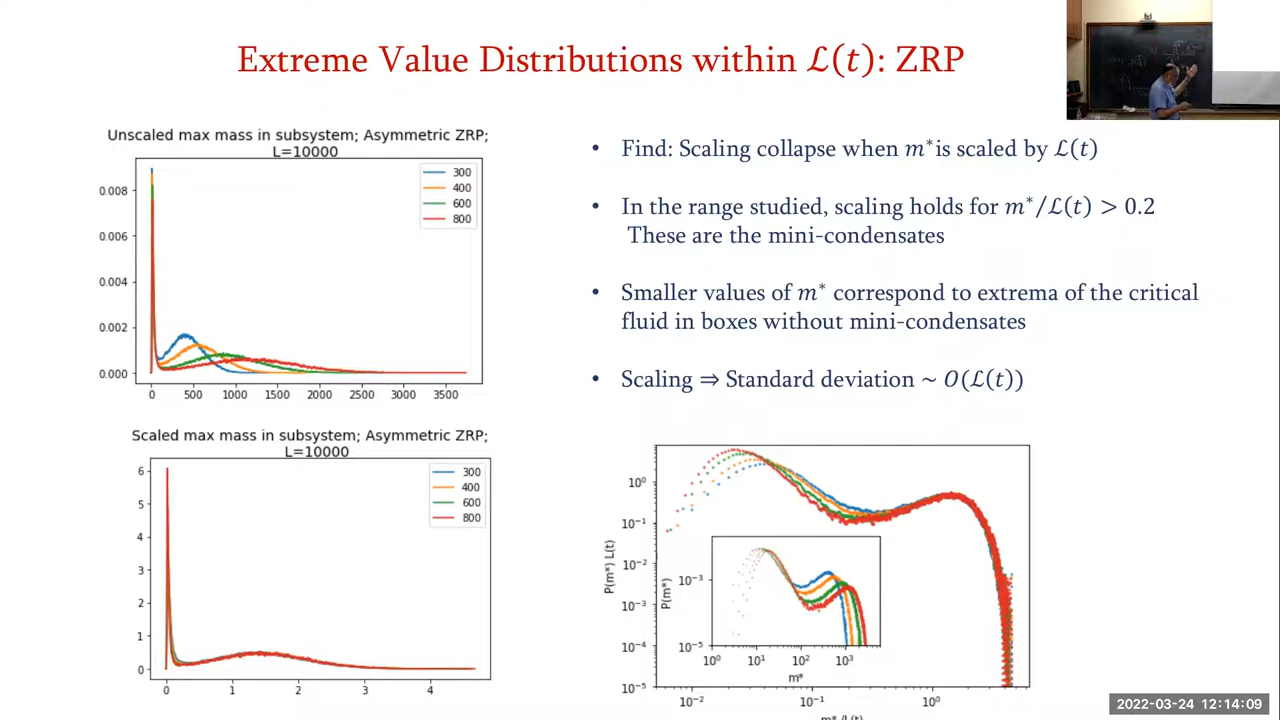 Extreme Value Distributions within ℒ(t): ZRP
Unscaled max mass in subsystem; Asymmetric ZRP;
L=10000
300
400
600
800
0.008
0.006
0.004
0.002
0.000
0 500 1000 1500 2000 2500 3000 3500
Scaled max mass in subsystem; Asymmetric ZRP;
L=10000
300
400
600
800
6
5
4
3
2
1
0
0 1 2 3 4
• Find: Scaling collapse when m* is scaled by ℒ(t)
• In the range studied, scaling holds for m*/ℒ(t) > 0.2
These are the mini-condensates
• Smaller values of m* correspond to extrema of the critical
fluid in boxes without mini-condensates
• Scaling ⇒ Standard deviation ~ O(ℒ(t))
P(m*) L(t)
10⁰
10⁻¹
10⁻²
10⁻³
10⁻⁴
10⁻⁵
P(m*)
10⁻³
10⁻⁵
10⁰ 10¹ 10² 10³
m*
10⁻² 10⁻¹ 10⁰
m*/L(t)
2022-03-24 12:14:09